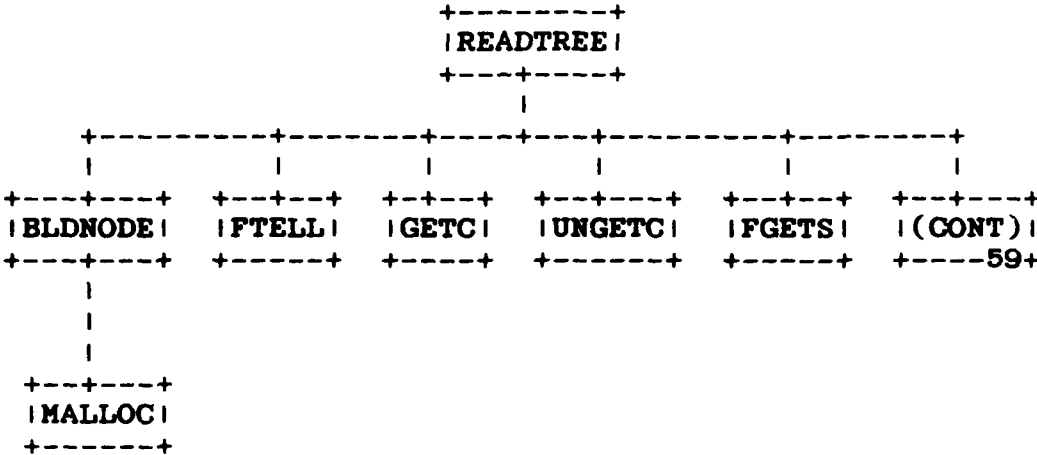 READTREE
BLDNODE FTELL GETC UNGETC FGETS (CONT)
59
MALLOC